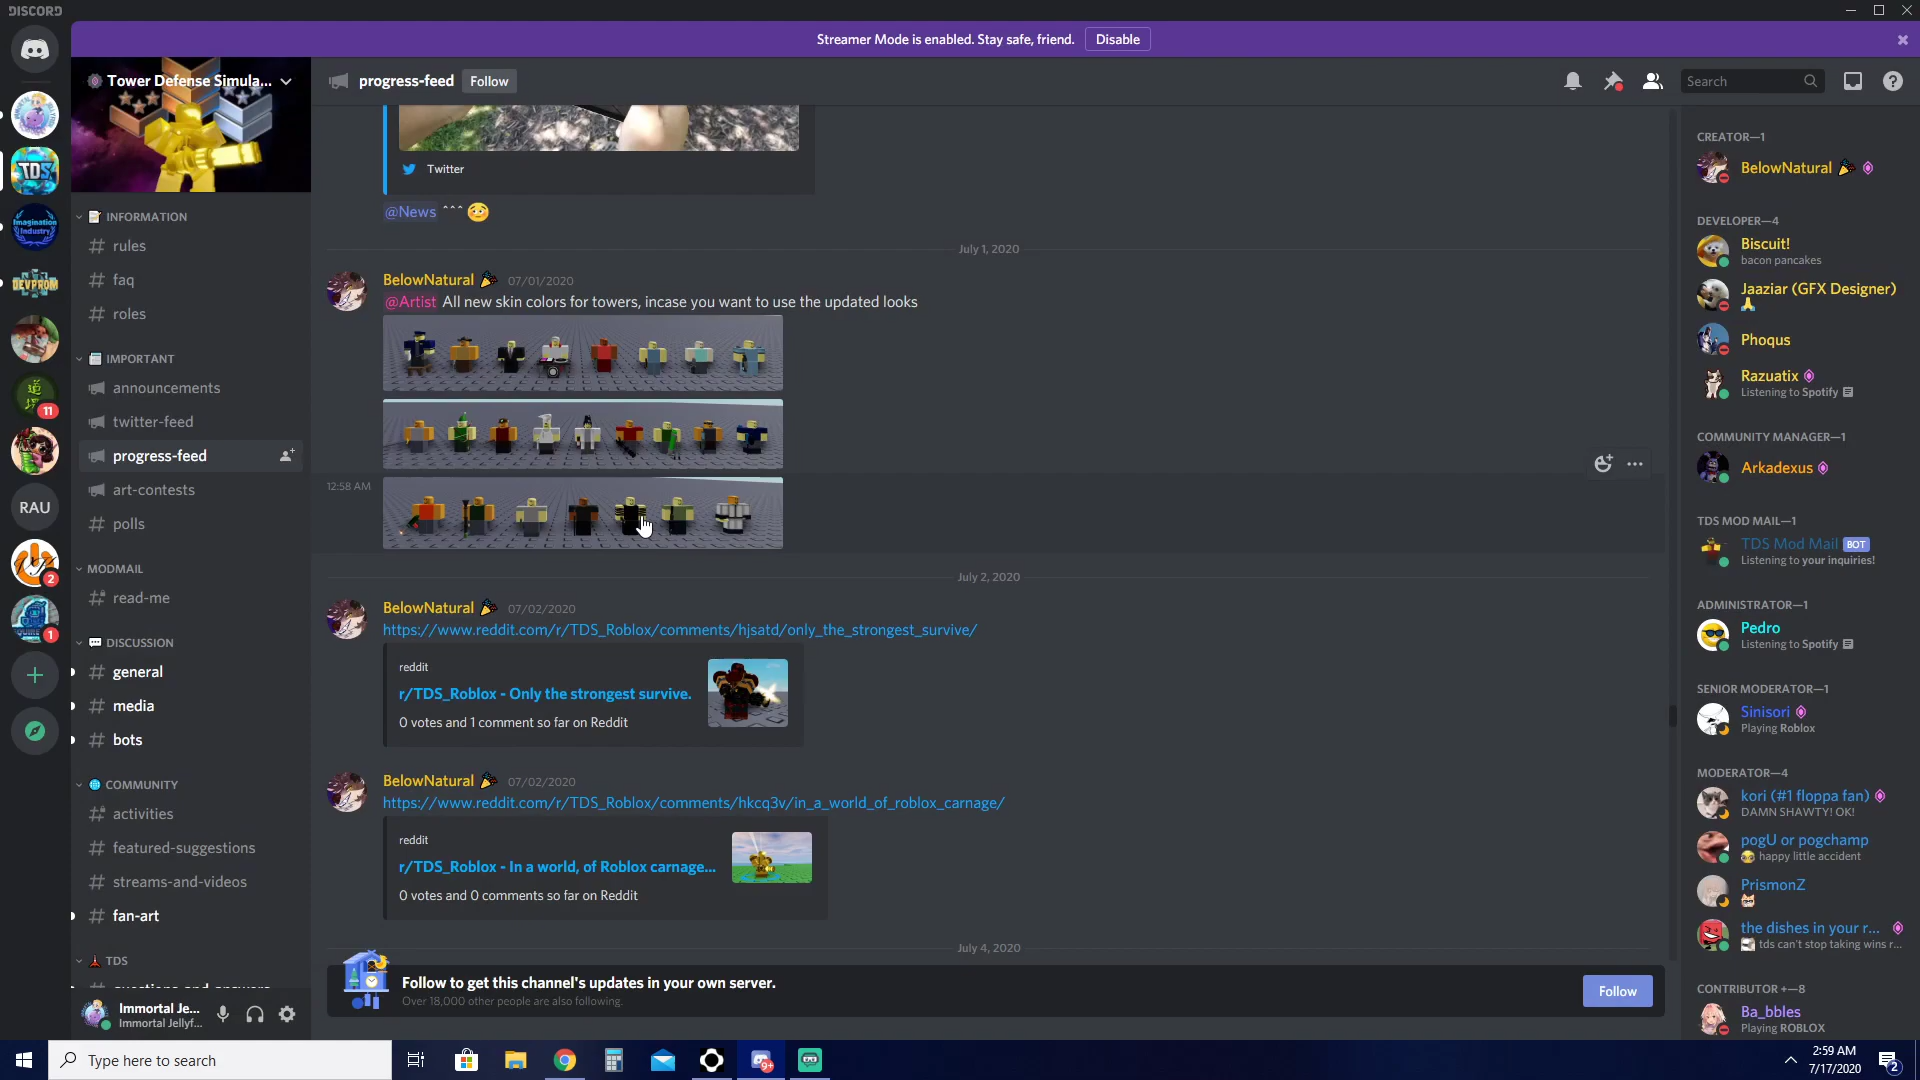 DISCORD
Streamer Mode is enabled. Stay safe, friend.
Disable
Tower Defense Simula...
progress-feed
Follow
Search
TDS
Imagination
Industry
DEVPROM
11
RAU
2
1
INFORMATION
rules
faq
roles
IMPORTANT
announcements
twitter-feed
progress-feed
art-contests
polls
MODMAIL
read-me
DISCUSSION
general
media
bots
COMMUNITY
activities
featured-suggestions
streams-and-videos
fan-art
TDS
questions-and-answers
Immortal Je...
Immortal Jellyf...
Twitter
@News ^^^
July 1, 2020
BelowNatural 07/01/2020
@Artist All new skin colors for towers, incase you want to use the updated looks
12:58 AM
July 2, 2020
BelowNatural 07/02/2020
https://www.reddit.com/r/TDS_Roblox/comments/hjsatd/only_the_strongest_survive/
reddit
r/TDS_Roblox - Only the strongest survive.
0 votes and 1 comment so far on Reddit
BelowNatural 07/02/2020
https://www.reddit.com/r/TDS_Roblox/comments/hkcq3v/in_a_world_of_roblox_carnage/
reddit
r/TDS_Roblox - In a world, of Roblox carnage...
0 votes and 0 comments so far on Reddit
July 4, 2020
Follow to get this channel's updates in your own server.
Over 18,000 other people are also following.
Follow
CREATOR—1
BelowNatural
DEVELOPER—4
Biscuit!
bacon pancakes
Jaaziar (GFX Designer)
Phoqus
Razuatix
Listening to Spotify
COMMUNITY MANAGER—1
Arkadexus
TDS MOD MAIL—1
TDS Mod Mail BOT
Listening to your inquiries!
ADMINISTRATOR—1
Pedro
Listening to Spotify
SENIOR MODERATOR—1
Sinisori
Playing Roblox
MODERATOR—4
kori (#1 floppa fan)
DAMN SHAWTY! OK!
pogU or pogchamp
happy little accident
PrismonZ
the dishes in your r...
tds can't stop taking wins r...
CONTRIBUTOR +—8
Ba_bbles
Playing ROBLOX
Type here to search
9+
2:59 AM
7/17/2020
2